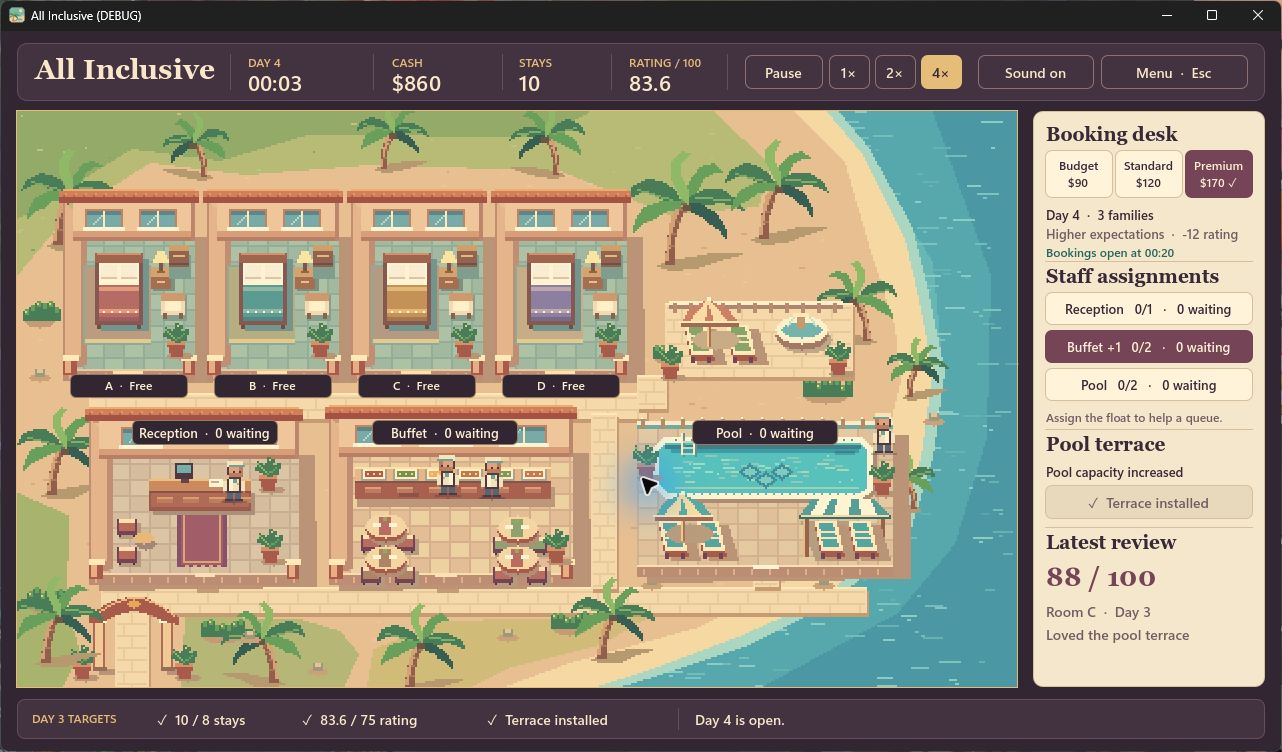 All Inclusive (DEBUG)
All Inclusive
DAY 4
00:03
CASH
$860
STAYS
10
RATING / 100
83.6
Pause
1×
2×
4×
Sound on
Menu · Esc
A · Free
B · Free
C · Free
D · Free
Reception · 0 waiting
Buffet · 0 waiting
Pool · 0 waiting
Booking desk
Budget
$90
Standard
$120
Premium
$170 ✓
Day 4 · 3 families
Higher expectations · -12 rating
Bookings open at 00:20
Staff assignments
Reception 0/1 · 0 waiting
Buffet +1 0/2 · 0 waiting
Pool 0/2 · 0 waiting
Assign the float to help a queue.
Pool terrace
Pool capacity increased
✓ Terrace installed
Latest review
88 / 100
Room C · Day 3
Loved the pool terrace
DAY 3 TARGETS
✓ 10 / 8 stays
✓ 83.6 / 75 rating
✓ Terrace installed
Day 4 is open.